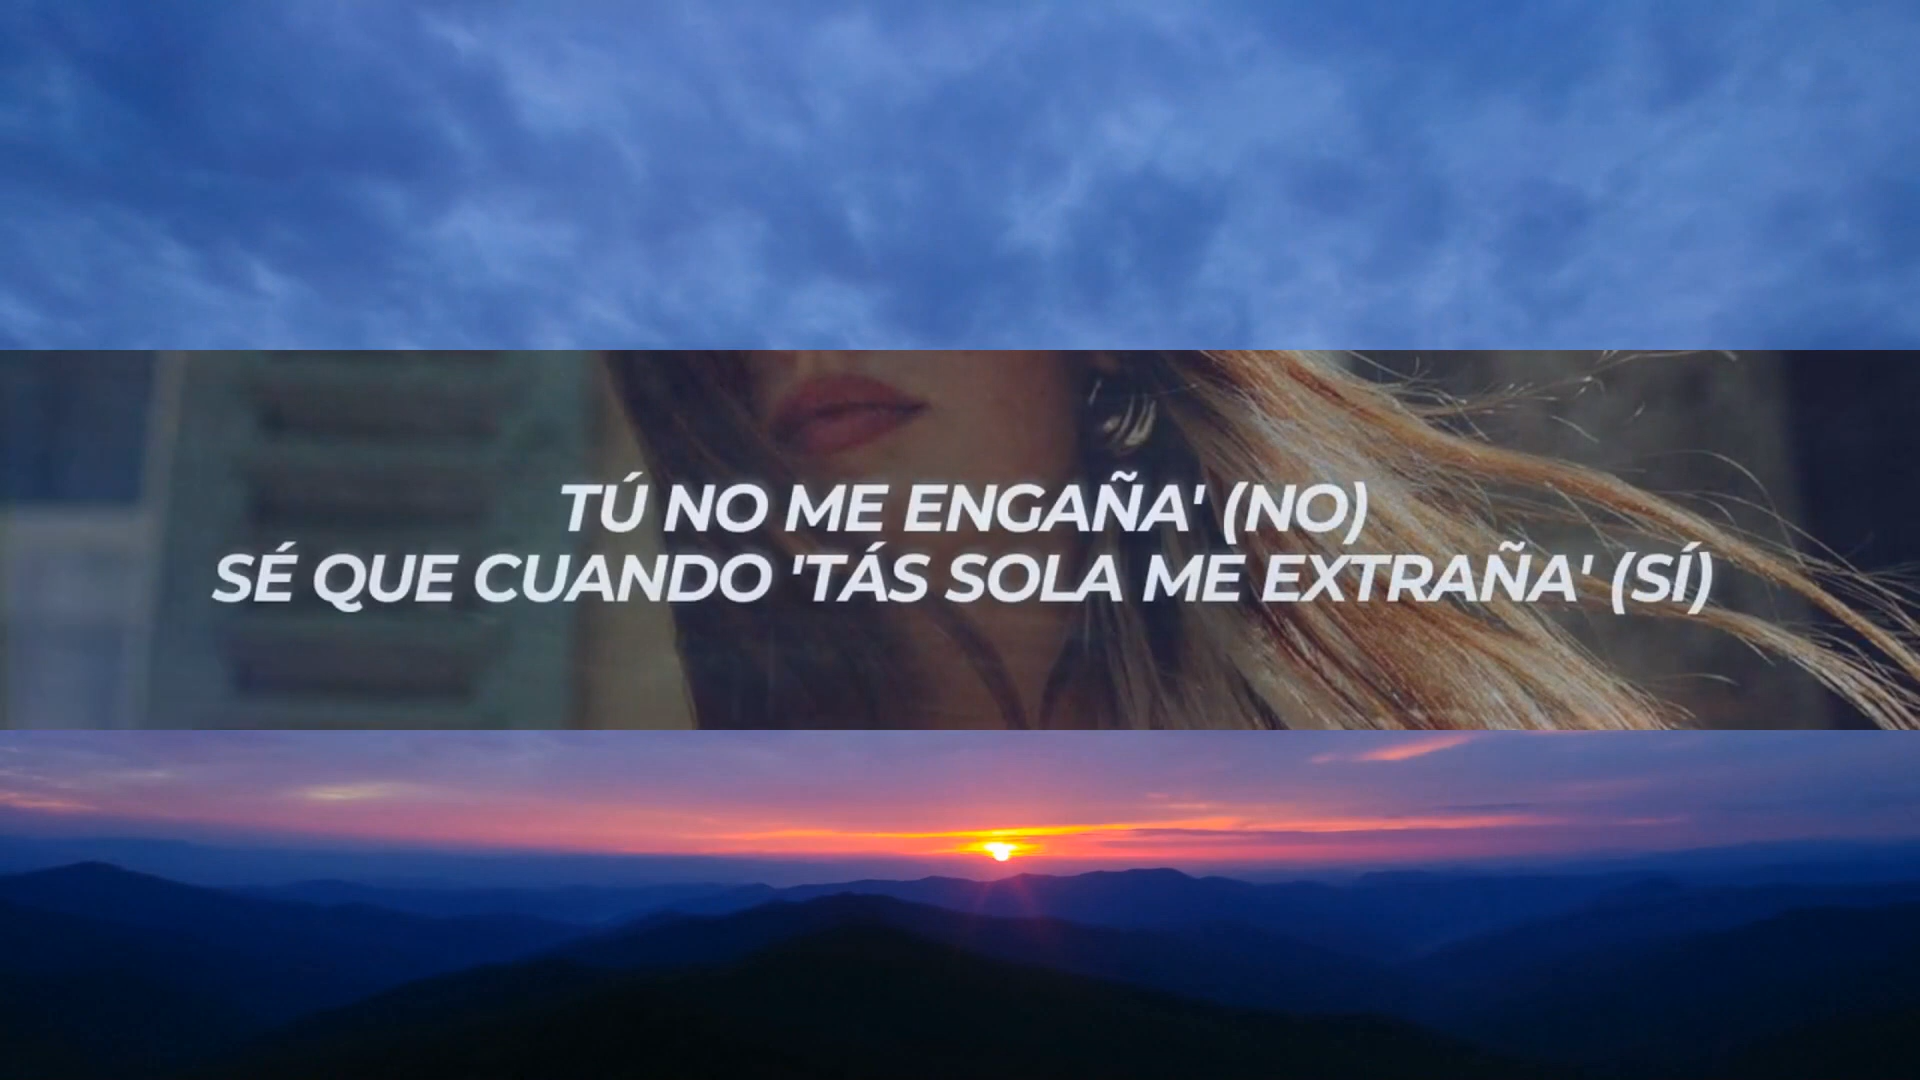 TÚ NO ME ENGAÑA' (NO)
SÉ QUE CUANDO 'TÁS SOLA ME EXTRAÑA' (SÍ)